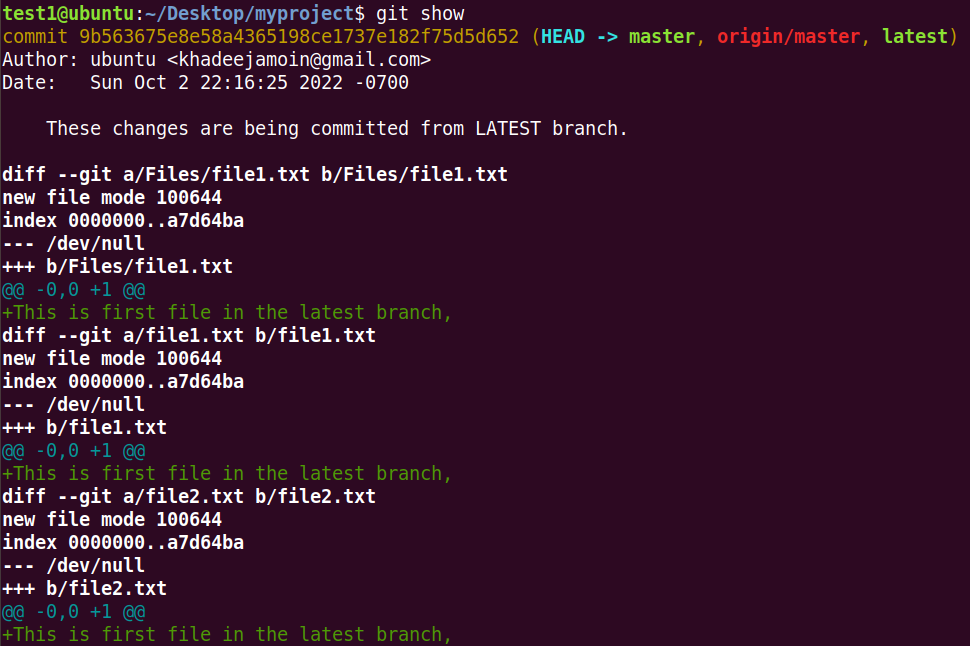 test1@ubuntu:~/Desktop/myproject$ git show
commit 9b563675e8e58a4365198ce1737e182f75d5d652 (HEAD -> master, origin/master, latest)
Author: ubuntu <khadeejamoin@gmail.com>
Date:   Sun Oct 2 22:16:25 2022 -0700
    These changes are being committed from LATEST branch.
diff --git a/Files/file1.txt b/Files/file1.txt
new file mode 100644
index 0000000..a7d64ba
--- /dev/null
+++ b/Files/file1.txt
@@ -0,0 +1 @@
+This is first file in the latest branch,
diff --git a/file1.txt b/file1.txt
new file mode 100644
index 0000000..a7d64ba
--- /dev/null
+++ b/file1.txt
@@ -0,0 +1 @@
+This is first file in the latest branch,
diff --git a/file2.txt b/file2.txt
new file mode 100644
index 0000000..a7d64ba
--- /dev/null
+++ b/file2.txt
@@ -0,0 +1 @@
+This is first file in the latest branch,